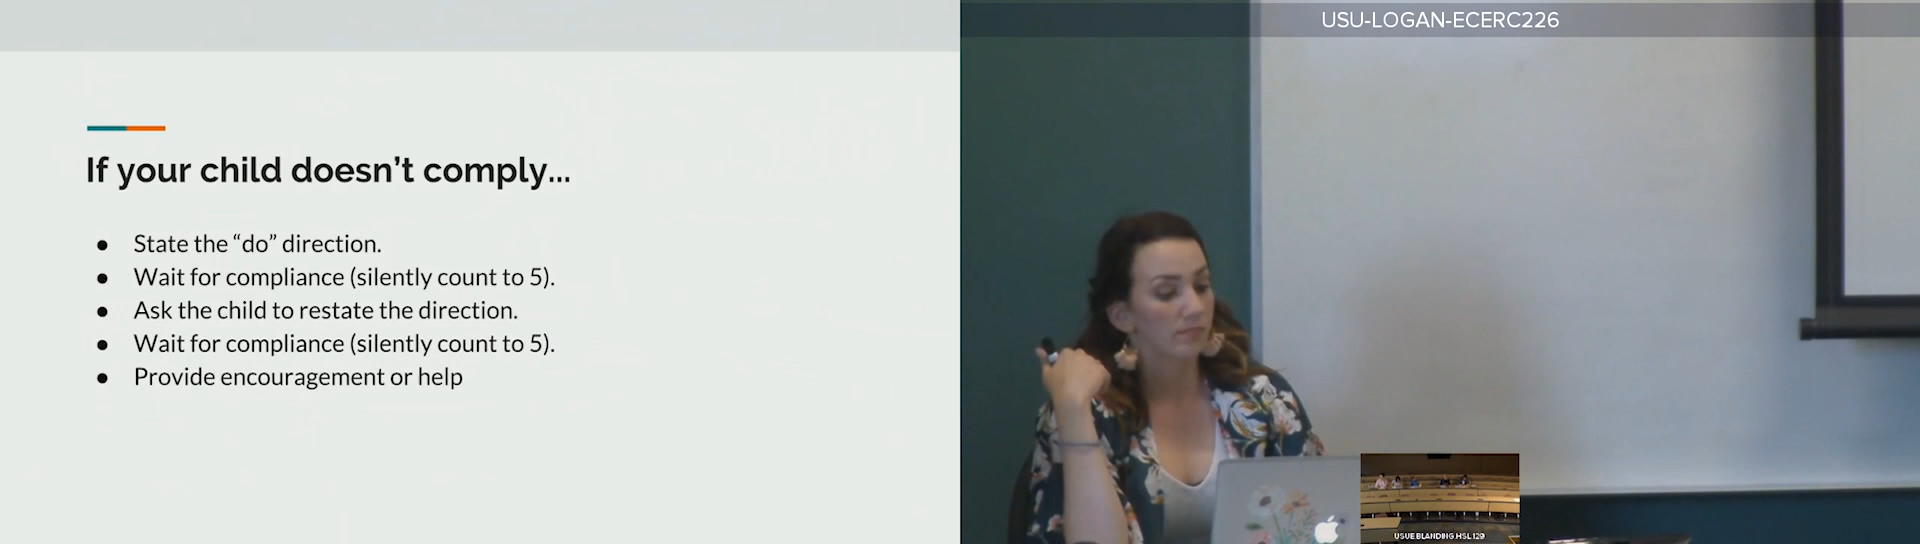 USU-LOGAN-ECERC226
If your child doesn't comply...
● State the “do” direction.
● Wait for compliance (silently count to 5).
● Ask the child to restate the direction.
● Wait for compliance (silently count to 5).
● Provide encouragement or help
USUE BLANDING HSL 129